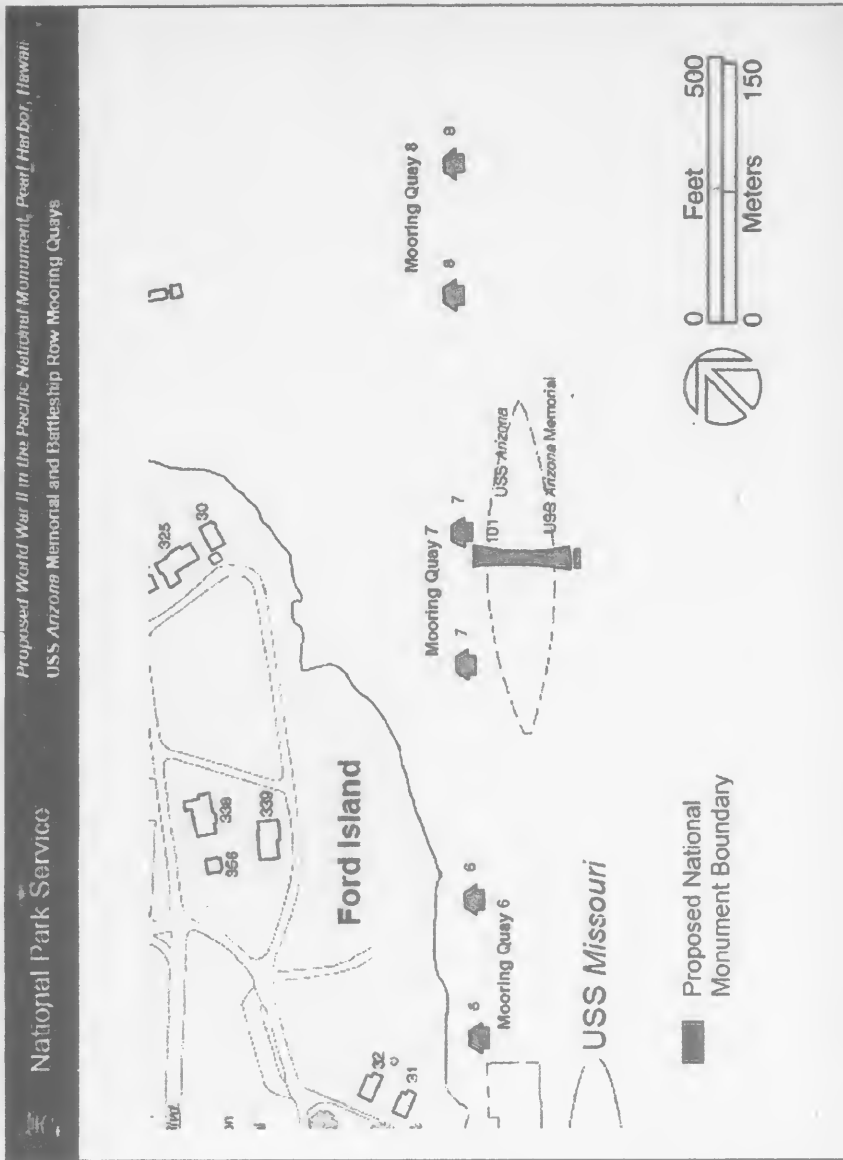 National Park Service
Proposed World War II in the Pacific National Monument, Pearl Harbor, Hawaii
USS Arizona Memorial and Battleship Row Mooring Quays
325
30
338
356
339
Ford Island
32
31
Mooring Quay 8
8
9
Mooring Quay 7
7
7
101
USS Arizona
USS Arizona Memorial
6
Mooring Quay 6
USS Missouri
Proposed National
Monument Boundary
0
Feet
500
0
Meters
150